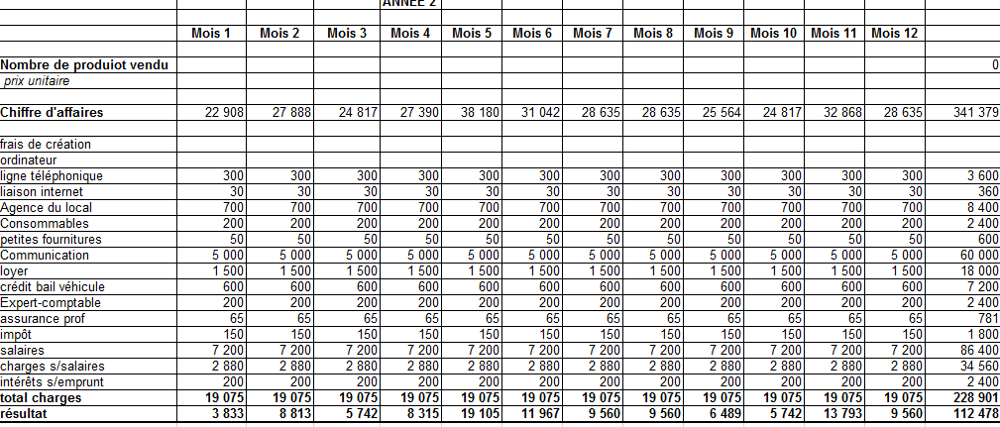 ANNEE 2
Mois 1 Mois 2 Mois 3 Mois 4 Mois 5 Mois 6 Mois 7 Mois 8 Mois 9 Mois 10 Mois 11 Mois 12
Nombre de produiot vendu 0
prix unitaire
Chiffre d'affaires 22 908 27 888 24 817 27 390 38 180 31 042 28 635 28 635 25 564 24 817 32 868 28 635 341 379
frais de création
ordinateur
ligne téléphonique 300 300 300 300 300 300 300 300 300 300 300 300 3 600
liaison internet 30 30 30 30 30 30 30 30 30 30 30 30 360
Agence du local 700 700 700 700 700 700 700 700 700 700 700 700 8 400
Consommables 200 200 200 200 200 200 200 200 200 200 200 200 2 400
petites fournitures 50 50 50 50 50 50 50 50 50 50 50 50 600
Communication 5 000 5 000 5 000 5 000 5 000 5 000 5 000 5 000 5 000 5 000 5 000 5 000 60 000
loyer 1 500 1 500 1 500 1 500 1 500 1 500 1 500 1 500 1 500 1 500 1 500 1 500 18 000
crédit bail véhicule 600 600 600 600 600 600 600 600 600 600 600 600 7 200
Expert-comptable 200 200 200 200 200 200 200 200 200 200 200 200 2 400
assurance prof 65 65 65 65 65 65 65 65 65 65 65 65 781
impôt 150 150 150 150 150 150 150 150 150 150 150 150 1 800
salaires 7 200 7 200 7 200 7 200 7 200 7 200 7 200 7 200 7 200 7 200 7 200 7 200 86 400
charges s/salaires 2 880 2 880 2 880 2 880 2 880 2 880 2 880 2 880 2 880 2 880 2 880 2 880 34 560
intérêts s/emprunt 200 200 200 200 200 200 200 200 200 200 200 200 2 400
total charges 19 075 19 075 19 075 19 075 19 075 19 075 19 075 19 075 19 075 19 075 19 075 19 075 228 901
résultat 3 833 8 813 5 742 8 315 19 105 11 967 9 560 9 560 6 489 5 742 13 793 9 560 112 478